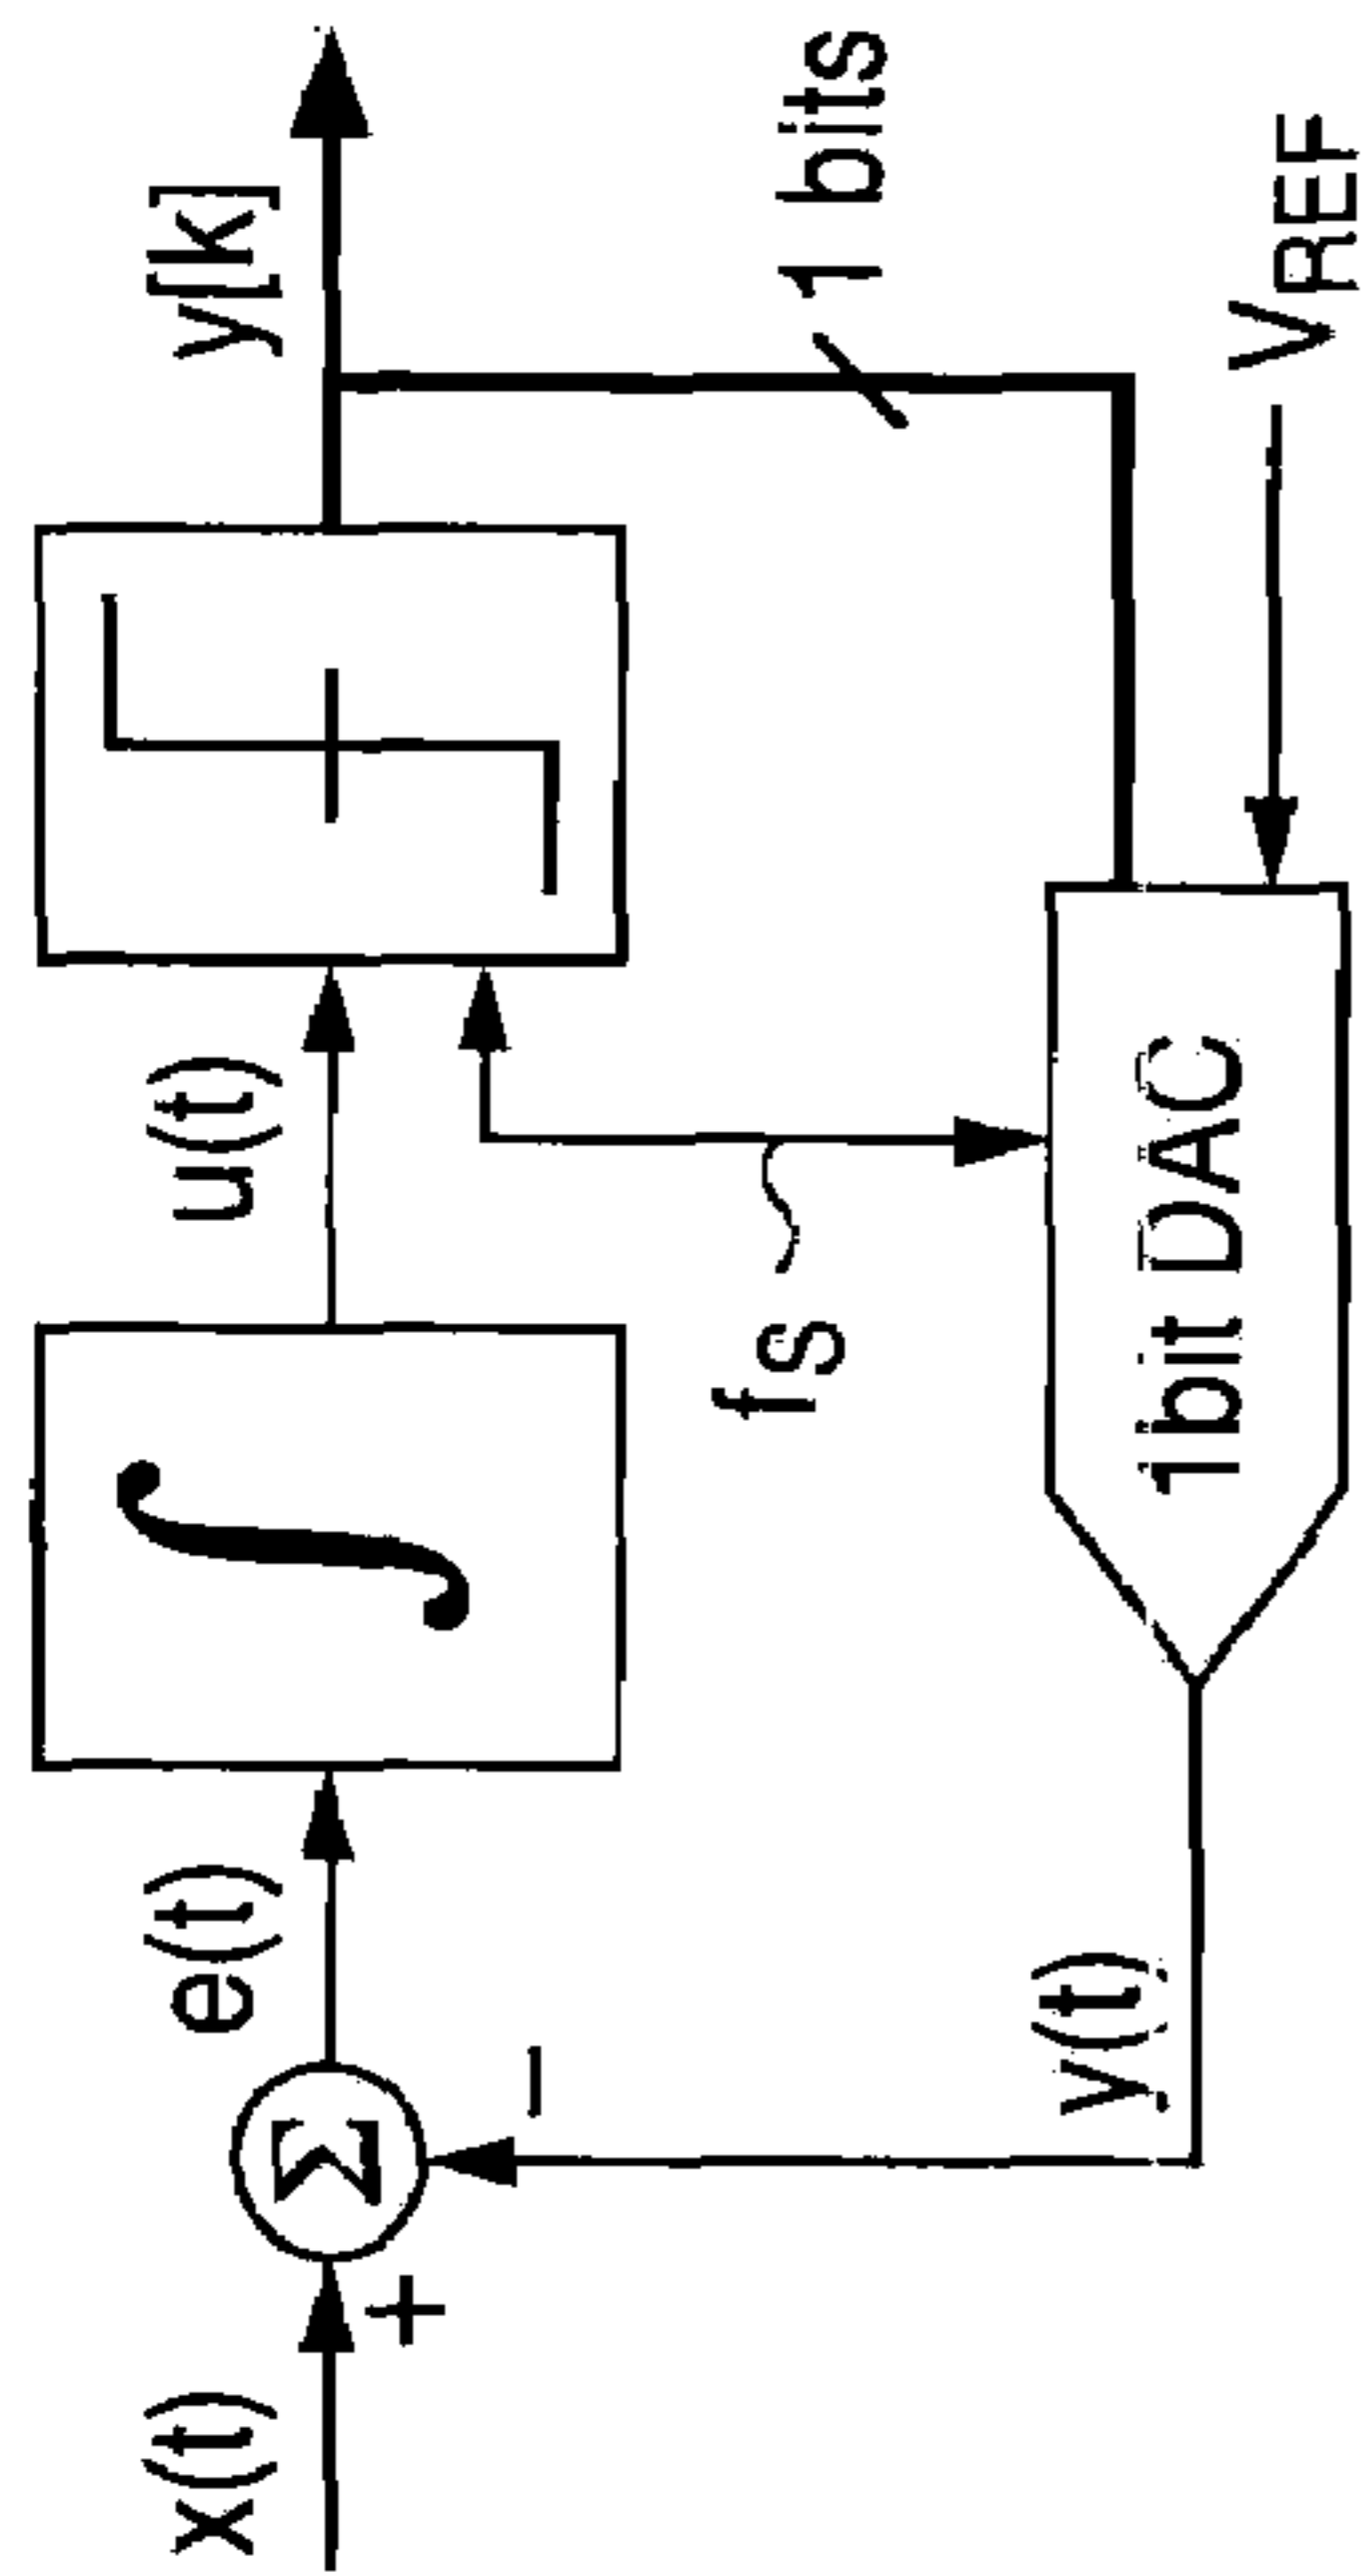 x(t)
+
Σ
−
e(t)
∫
u(t)
y[k]
fS
1 bits
y(t)
1bit DAC
VREF